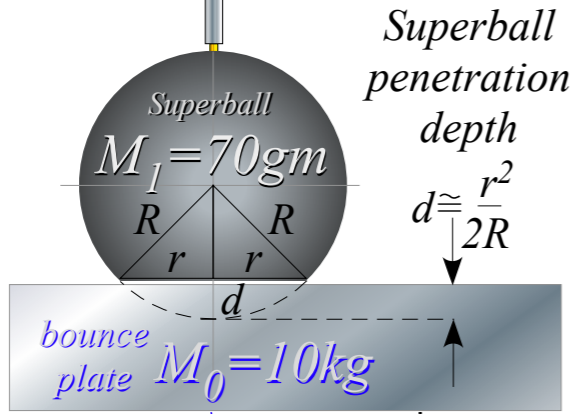 Superball
penetration
depth
d≅r²/2R
Superball
M₁=70gm
R R
r r
d
bounce
plate M₀=10kg